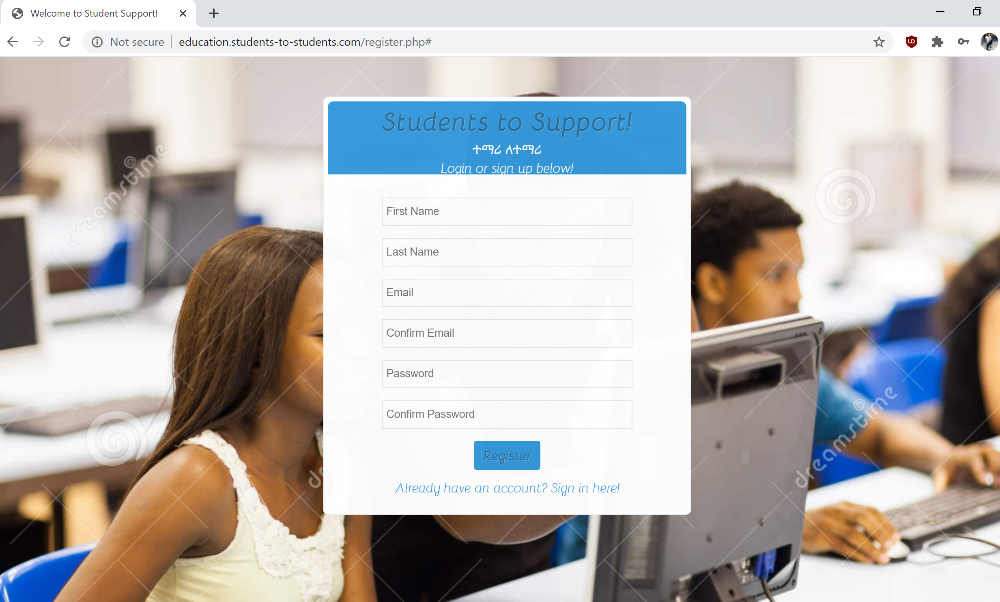 Welcome to Student Support!
Not secure | education.students-to-students.com/register.php#
Students to Support!
ተማሪ ለተማሪ
Login or sign up below!
First Name
Last Name
Email
Confirm Email
Password
Confirm Password
Register
Already have an account? Sign in here!
dreamstime
dreamstime